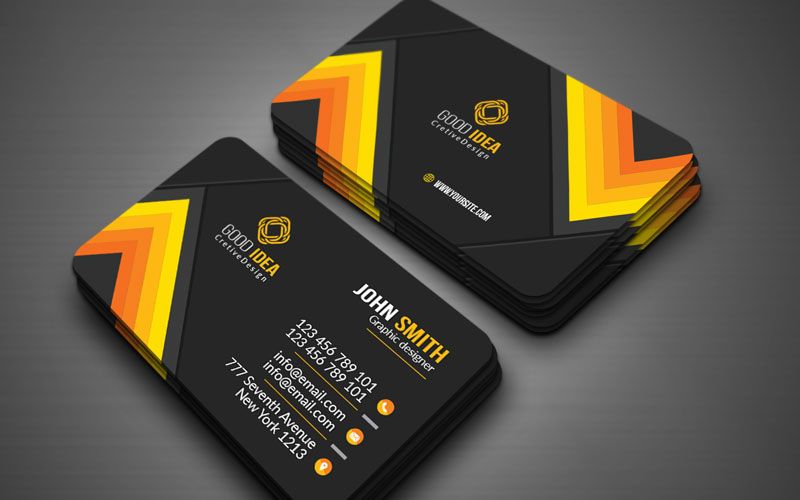 GOOD IDEA
CretiveDesign
WWW.YOURSITE.COM
GOOD IDEA
CretiveDesign
JOHN SMITH
Graphic designer
123 456 789 101
123 456 789 101
info@email.com
info@email.com
777 Seventh Avenue
New York 1213